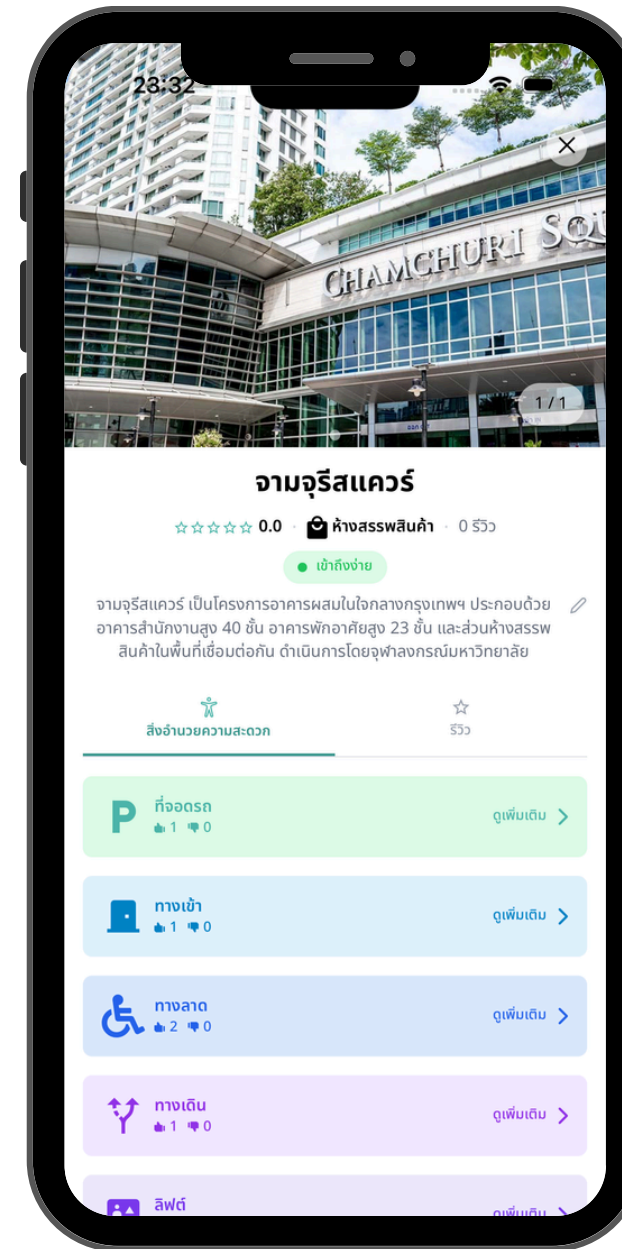 23:32
CHAMCHURI
1 / 1
จามจุรีสแควร์
0.0 · ห้างสรรพสินค้า · 0 รีวิว
เข้าถึงง่าย
จามจุรีสแควร์ เป็นโครงการอาคารผสมในใจกลางกรุงเทพฯ ประกอบด้วย
อาคารสำนักงานสูง 40 ชั้น อาคารพักอาศัยสูง 23 ชั้น และส่วนห้างสรรพ
สินค้าในพื้นที่เชื่อมต่อกัน ดำเนินการโดยจุฬาลงกรณ์มหาวิทยาลัย
สิ่งอำนวยความสะดวก
รีวิว
P
ที่จอดรถ
1 0
ดูเพิ่มเติม
ทางเข้า
1 0
ดูเพิ่มเติม
ทางลาด
2 0
ดูเพิ่มเติม
ทางเดิน
1 0
ดูเพิ่มเติม
ลิฟต์
ดูเพิ่มเติม